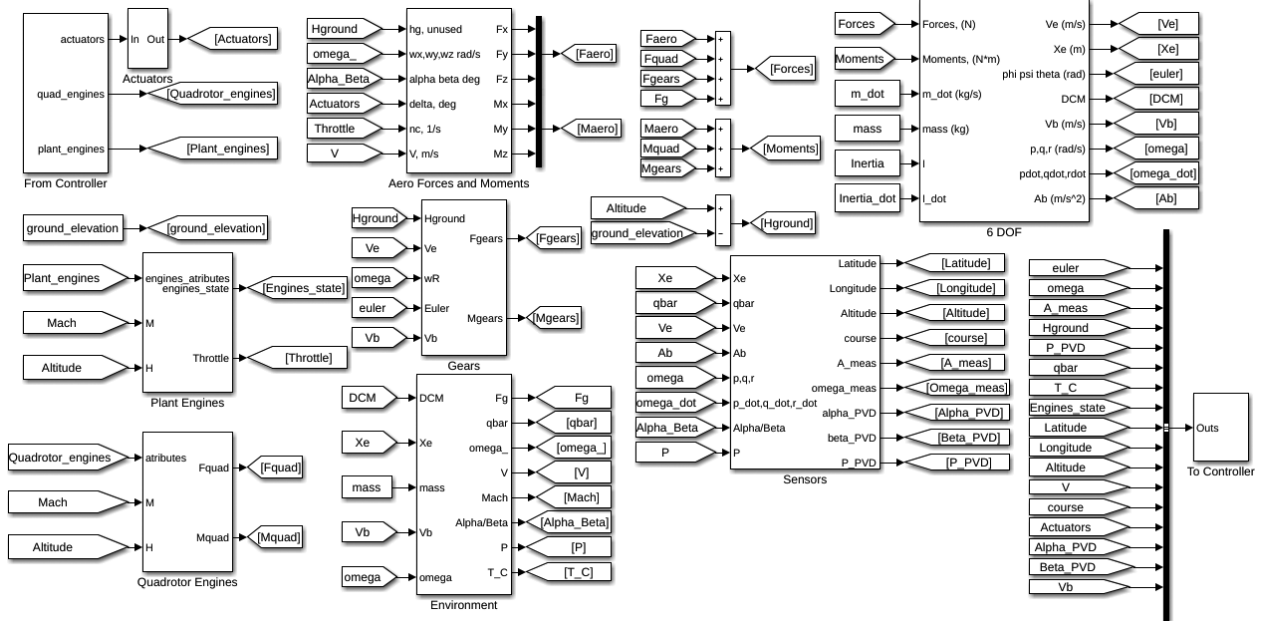 actuators
quad_engines
plant_engines
From Controller
In Out
Actuators
[Actuators]
[Quadrotor_engines]
[Plant_engines]
ground_elevation
[ground_elevation]
Plant_engines
Mach
Altitude
engines_atributes
engines_state
M
Throttle
H
Plant Engines
[Engines_state]
[Throttle]
Quadrotor_engines
Mach
Altitude
atributes
Fquad
M
Mquad
H
Quadrotor Engines
[Fquad]
[Mquad]
Hground
omega_
Alpha_Beta
Actuators
Throttle
V
hg, unused
wx,wy,wz rad/s
alpha beta deg
delta, deg
nc, 1/s
V, m/s
Fx
Fy
Fz
Mx
My
Mz
Aero Forces and Moments
[Faero]
[Maero]
Hground
Ve
omega
euler
Vb
Hground
Ve
wR
Euler
Vb
Fgears
Mgears
Gears
[Fgears]
[Mgears]
DCM
Xe
mass
Vb
omega
DCM
Xe
mass
Vb
omega
Fg
qbar
omega_
V
Mach
Alpha/Beta
P
T_C
Environment
Fg
[qbar]
[omega_]
[V]
[Mach]
[Alpha_Beta]
[P]
[T_C]
Faero
Fquad
Fgears
Fg
+
+
+
+
[Forces]
Maero
Mquad
Mgears
+
+
+
[Moments]
Altitude
ground_elevation
+
−
[Hground]
Xe
qbar
Ve
Ab
omega
omega_dot
Alpha_Beta
P
Xe
qbar
Ve
Ab
p,q,r
p_dot,q_dot,r_dot
Alpha/Beta
P
Latitude
Longitude
Altitude
course
A_meas
omega_meas
alpha_PVD
beta_PVD
P_PVD
Sensors
[Latitude]
[Longitude]
[Altitude]
[course]
[A_meas]
[Omega_meas]
[Alpha_PVD]
[Beta_PVD]
[P_PVD]
Forces
Moments
m_dot
mass
Inertia
Inertia_dot
Forces, (N)
Moments, (N*m)
m_dot (kg/s)
mass (kg)
I
I_dot
Ve (m/s)
Xe (m)
phi psi theta (rad)
DCM
Vb (m/s)
p,q,r (rad/s)
pdot,qdot,rdot
Ab (m/s^2)
6 DOF
[Ve]
[Xe]
[euler]
[DCM]
[Vb]
[omega]
[omega_dot]
[Ab]
euler
omega
A_meas
Hground
P_PVD
qbar
T_C
Engines_state
Latitude
Longitude
Altitude
V
course
Actuators
Alpha_PVD
Beta_PVD
Vb
Outs
To Controller